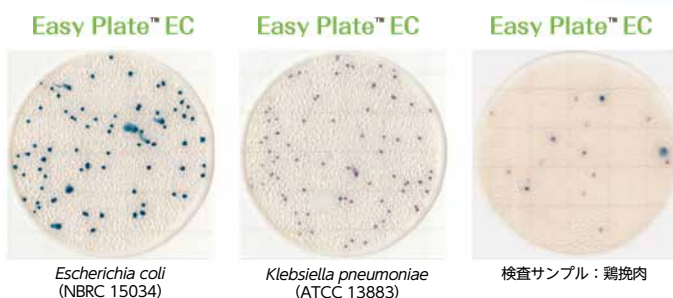 Easy Plate™ EC
Easy Plate™ EC
Easy Plate™ EC
Escherichia coli
(NBRC 15034)
Klebsiella pneumoniae
(ATCC 13883)
検査サンプル：鶏挽肉